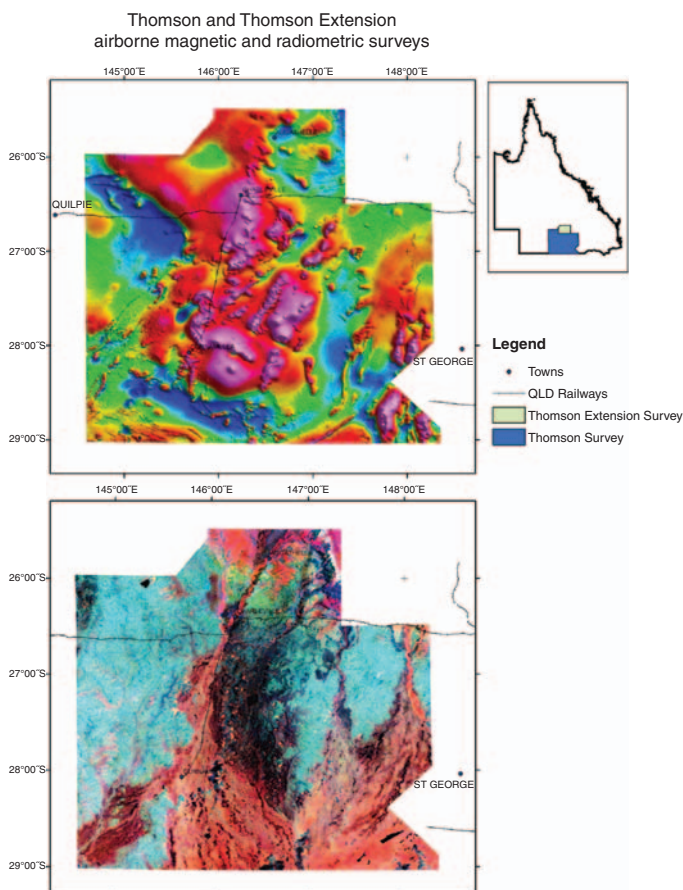 Thomson and Thomson Extension
airborne magnetic and radiometric surveys
145°00˝E 146°00˝E 147°00˝E 148°00˝E
26°00˝S
QUILPIE
27°00˝S
28°00˝S
ST GEORGE
29°00˝S
Legend
Towns
QLD Railways
Thomson Extension Survey
Thomson Survey
145°00˝E 146°00˝E 147°00˝E 148°00˝E
26°00˝S
27°00˝S
28°00˝S
ST GEORGE
29°00˝S